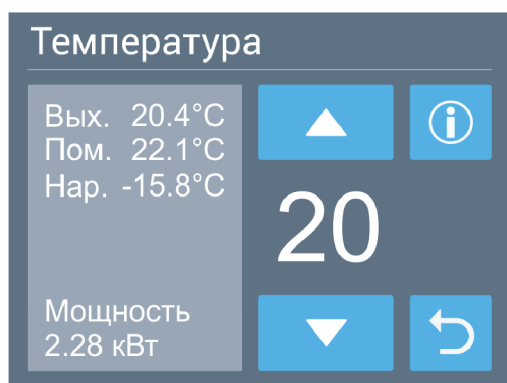 Температура
Вых. 20.4°C
Пом. 22.1°C
Нар. -15.8°C
20
Мощность
2.28 кВт